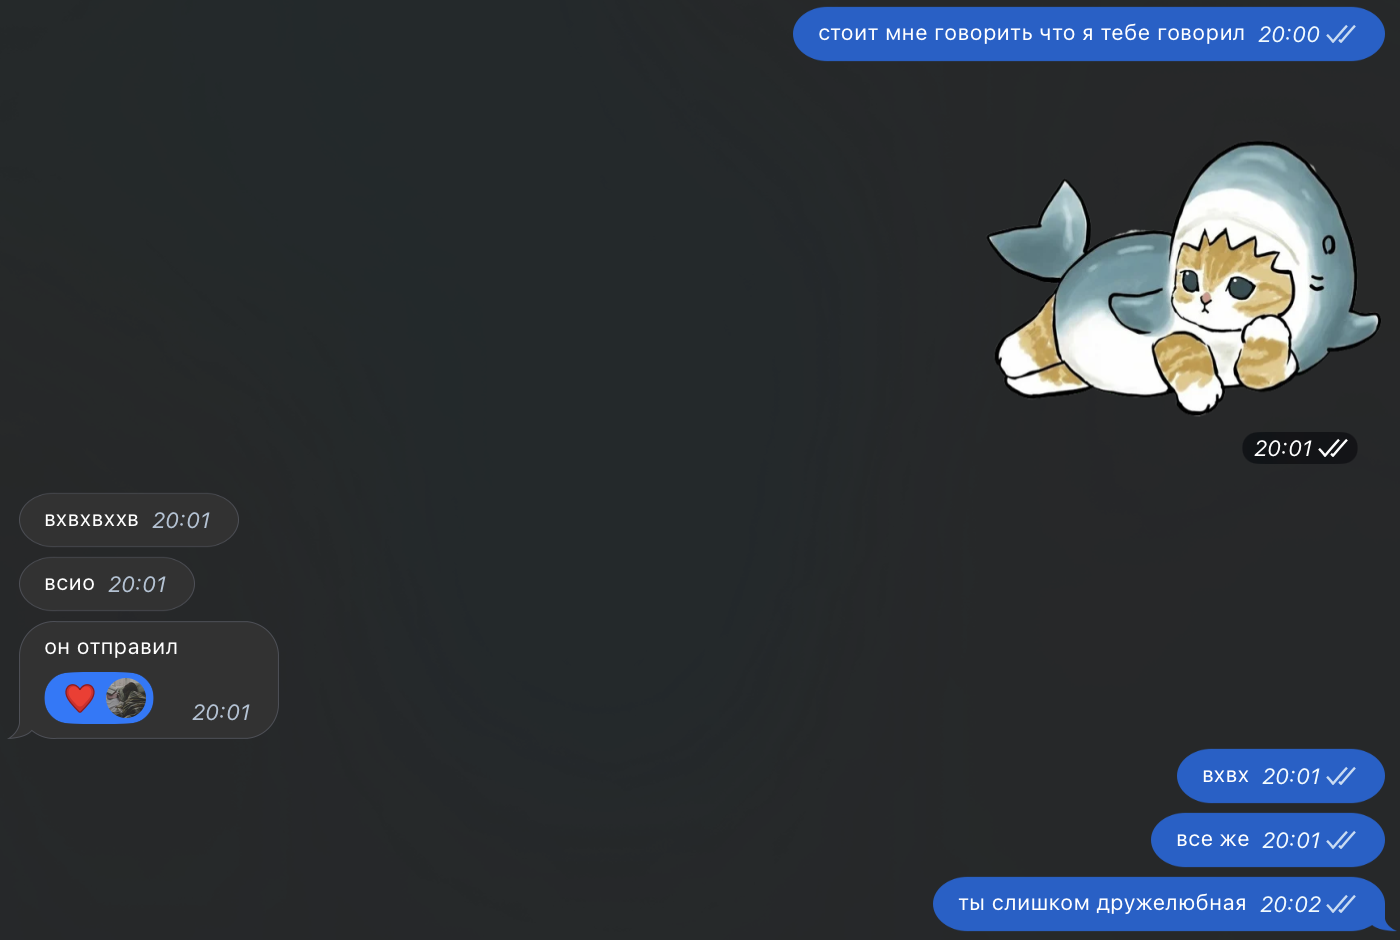 стоит мне говорить что я тебе говорил 20:00
20:01
вхвхвххв 20:01
всио 20:01
он отправил
20:01
вхвх 20:01
все же 20:01
ты слишком дружелюбная 20:02